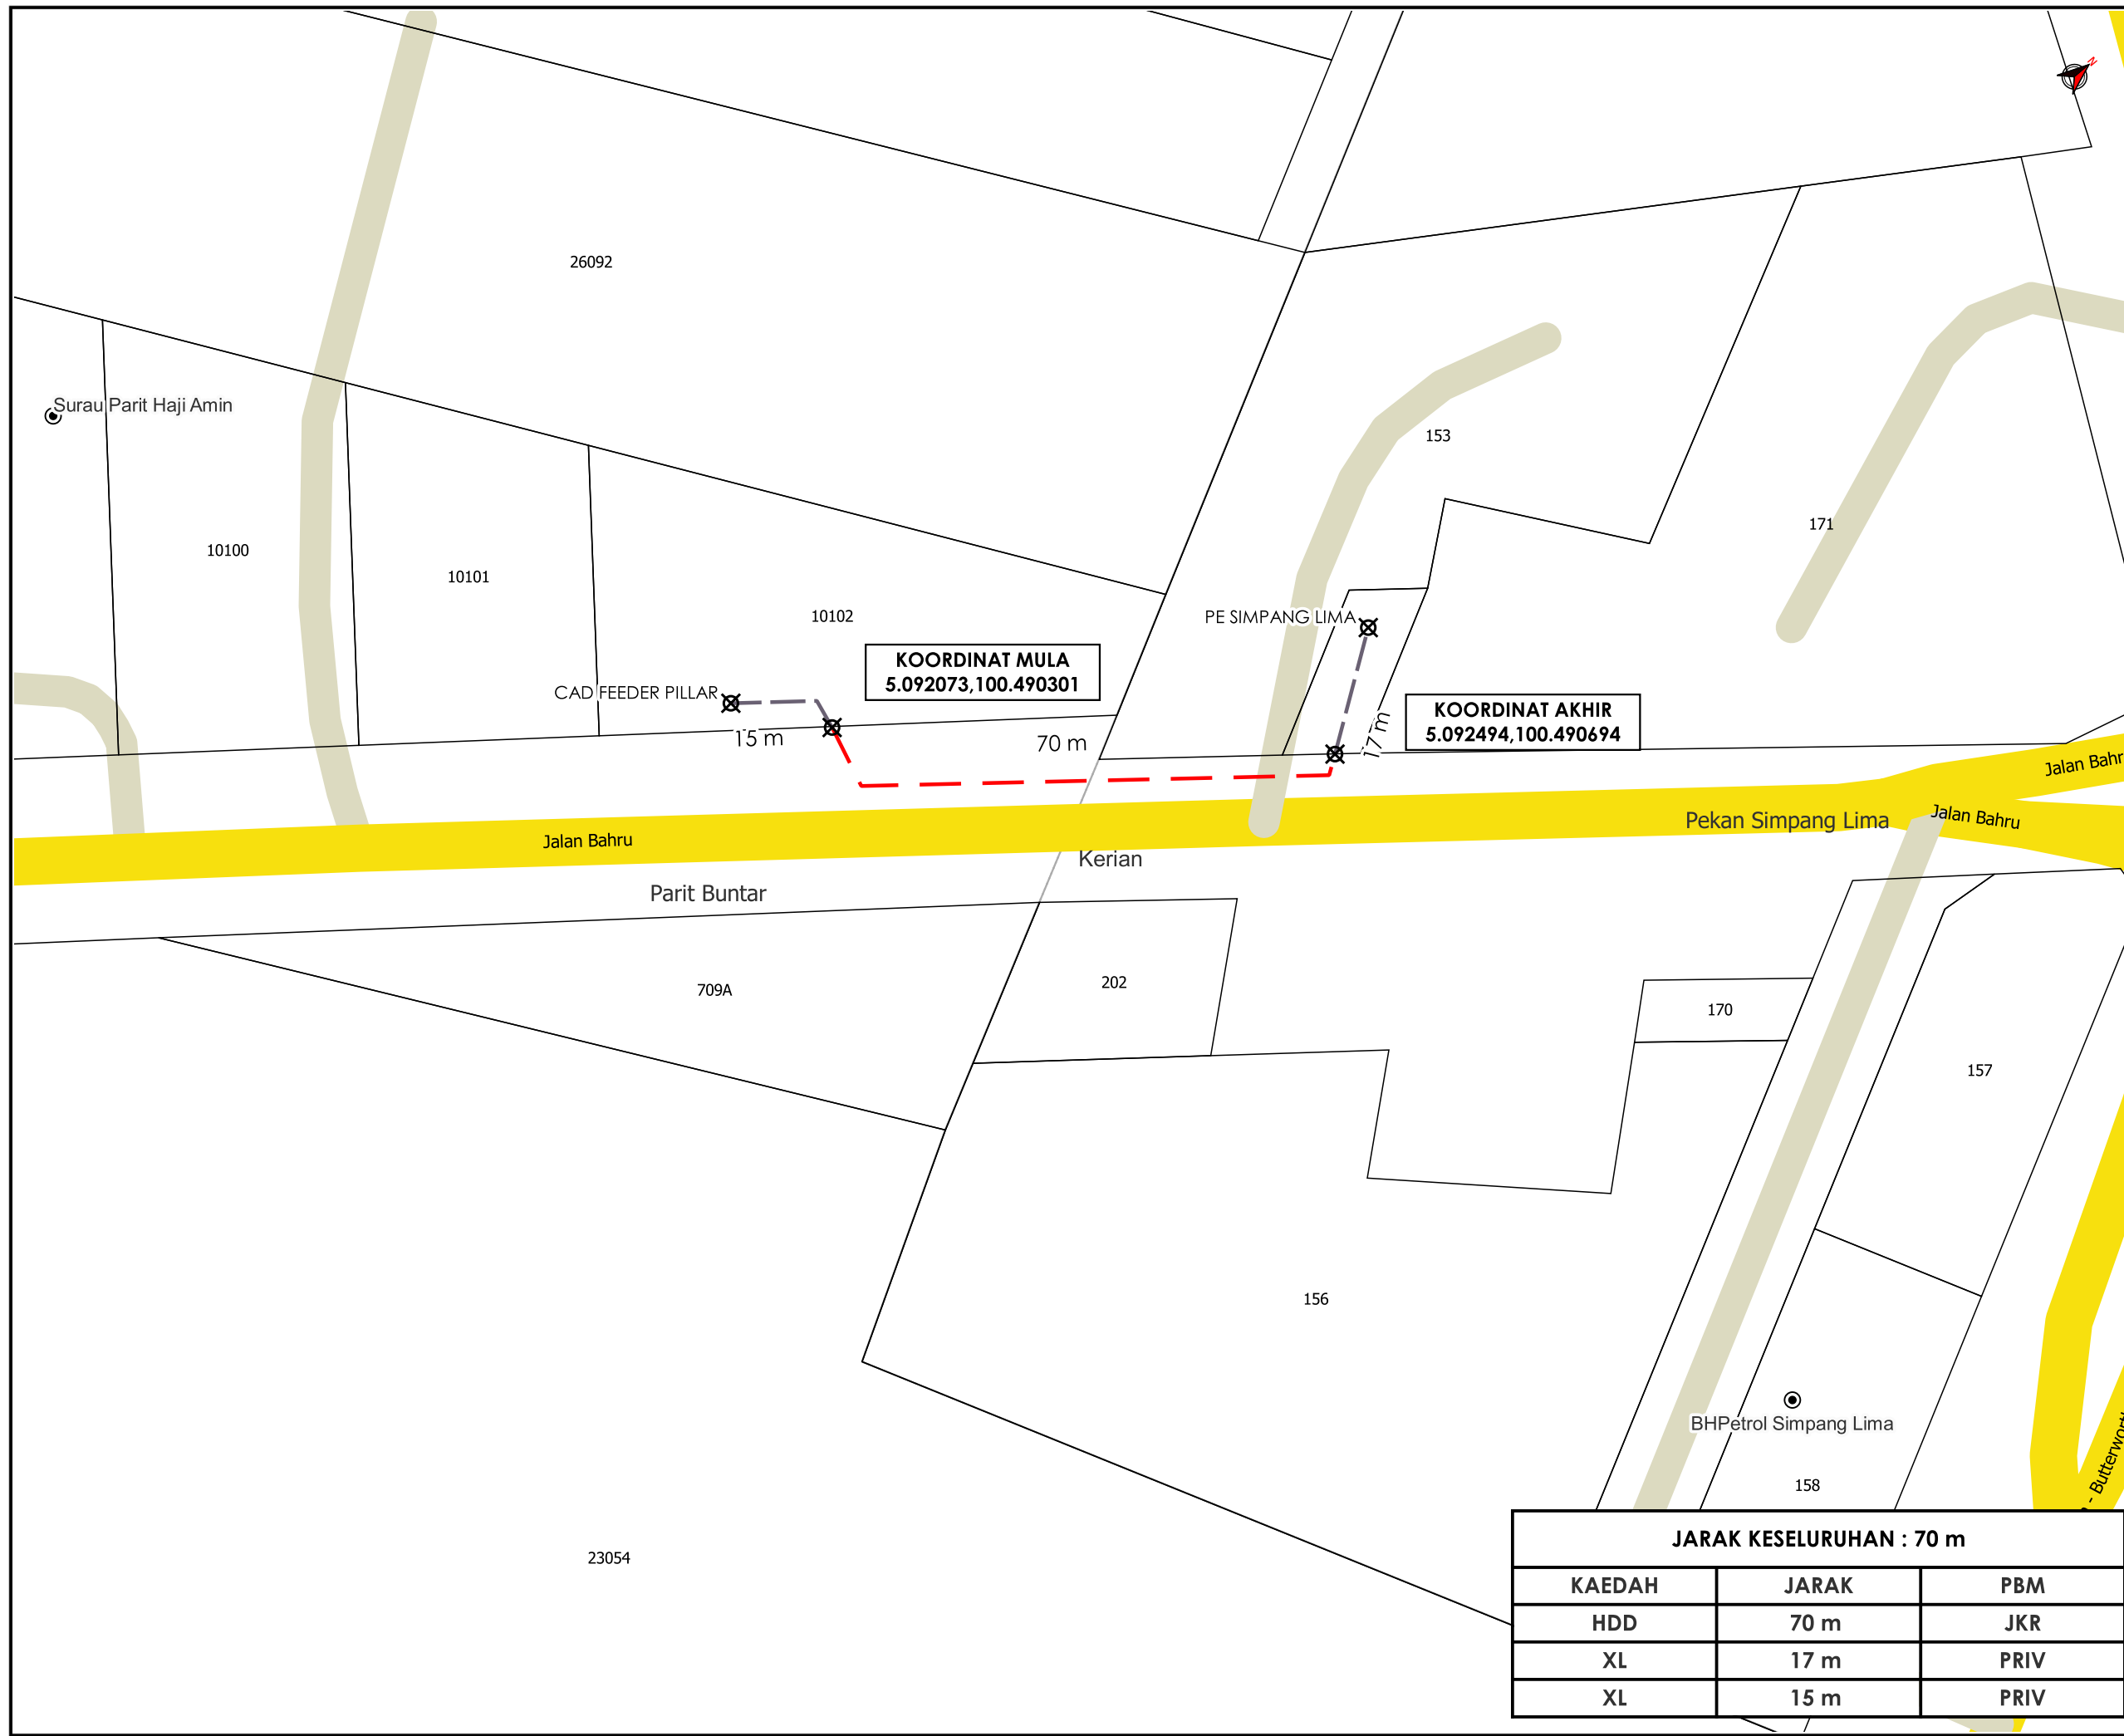 N
26092
Surau Parit Haji Amin
153
171
10100
10101
10102
PE SIMPANG LIMA
KOORDINAT MULA
5.092073,100.490301
CAD FEEDER PILLAR
15 m
70 m
17 m
KOORDINAT AKHIR
5.092494,100.490694
Jalan Bahr
Jalan Bahru
Pekan Simpang Lima
Jalan Bahru
Kerian
Parit Buntar
709A
202
170
157
156
BHPetrol Simpang Lima
158
- Butterwort
23054
JARAK KESELURUHAN : 70 m
KAEDAH JARAK PBM
HDD 70 m JKR
XL 17 m PRIV
XL 15 m PRIV